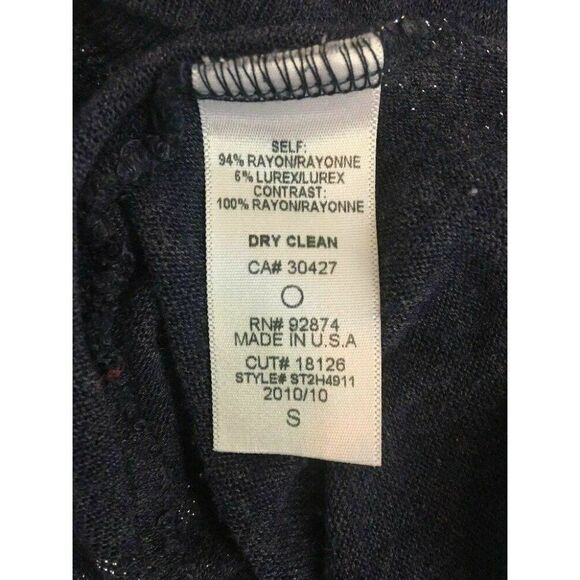 SELF:
94% RAYON/RAYONNE
6% LUREX/LUREX
CONTRAST:
100% RAYON/RAYONNE
DRY CLEAN
CA# 30427
RN# 92874
MADE IN U.S.A
CUT# 18126
STYLE# ST2H4911
2010/10
S